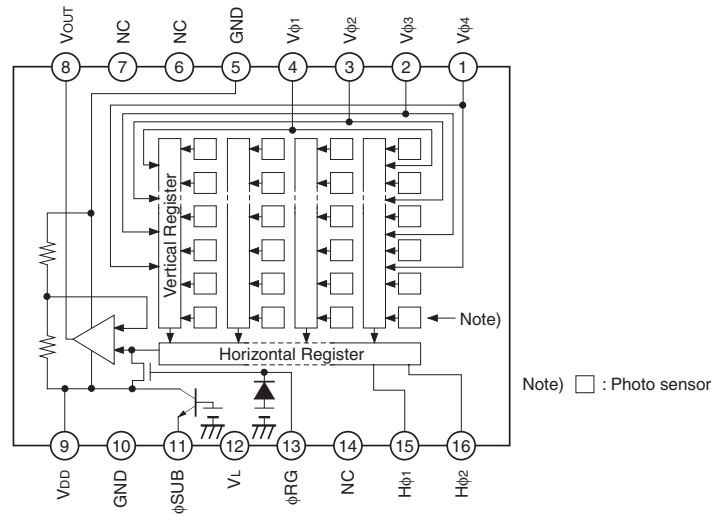 VOUT
NC
NC
GND
Vφ1
Vφ2
Vφ3
Vφ4
8
7
6
5
4
3
2
1
Vertical Register
Note)
Horizontal Register
Note) : Photo sensor
9
10
11
12
13
14
15
16
VDD
GND
φSUB
VL
φRG
NC
Hφ1
Hφ2